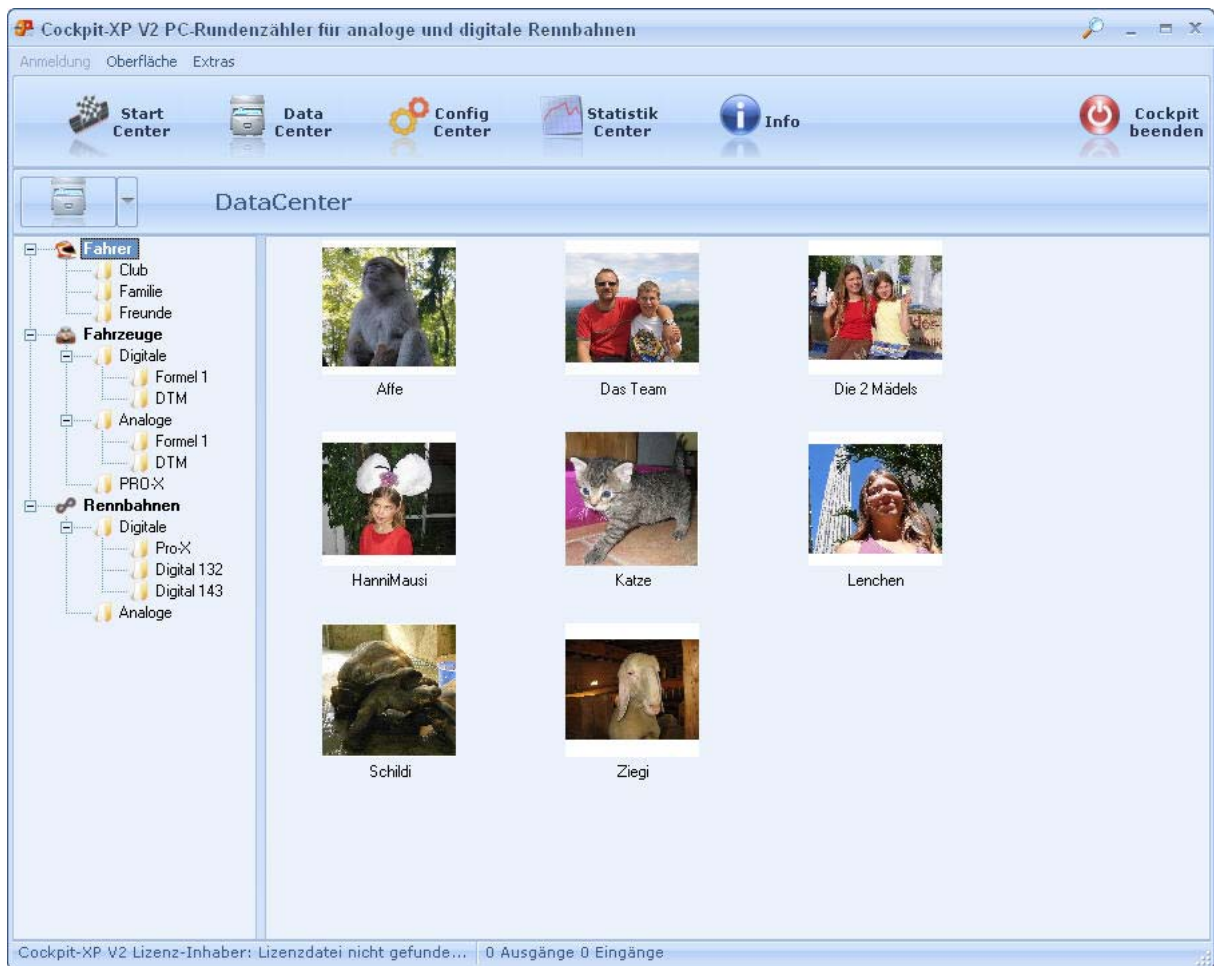 Cockpit-XP V2 PC-Rundenzähler für analoge und digitale Rennbahnen
Anmeldung Oberfläche Extras
Start Center
Data Center
Config Center
Statistik Center
Info
Cockpit beenden
DataCenter
Fahrer
Club
Familie
Freunde
Fahrzeuge
Digitale
Formel 1
DTM
Analoge
Formel 1
DTM
PRO-X
Rennbahnen
Digitale
Pro-X
Digital 132
Digital 143
Analoge
Affe
Das Team
Die 2 Mädels
HanniMausi
Katze
Lenchen
Schildi
Ziegi
Cockpit-XP V2 Lizenz-Inhaber: Lizenzdatei nicht gefunde... 0 Ausgänge 0 Eingänge